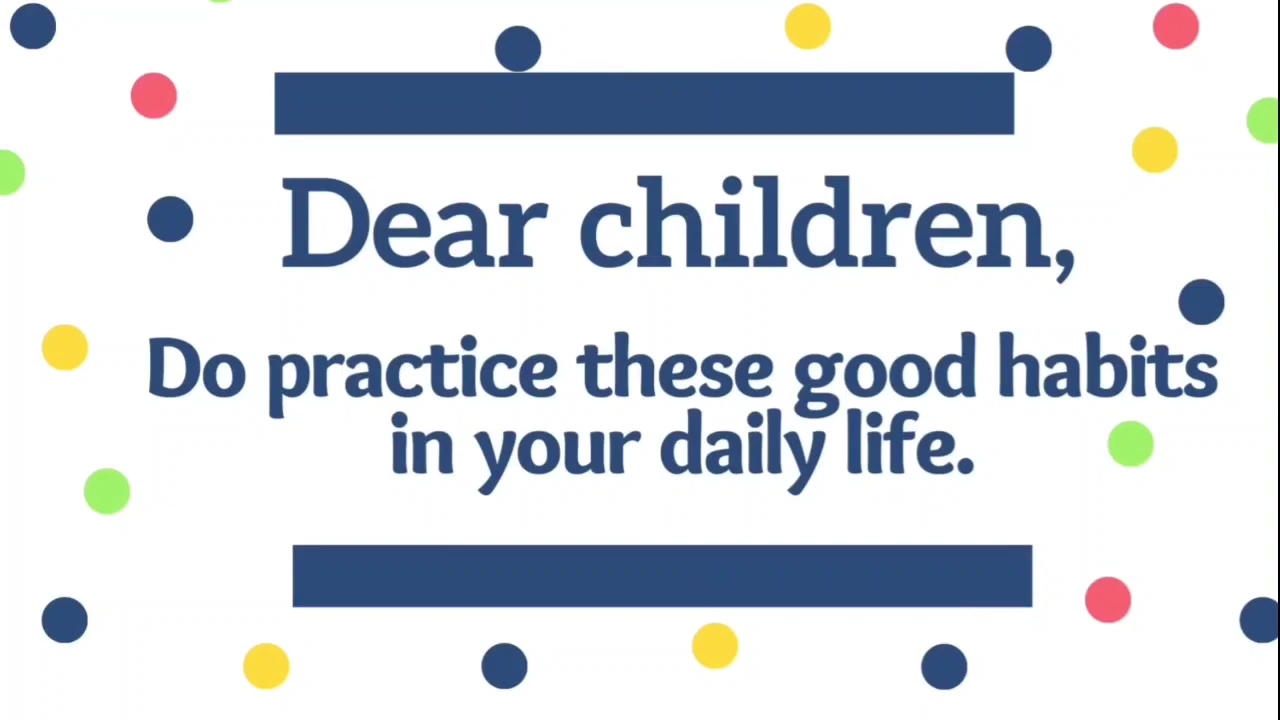 Dear children,
Do practice these good habits
in your daily life.